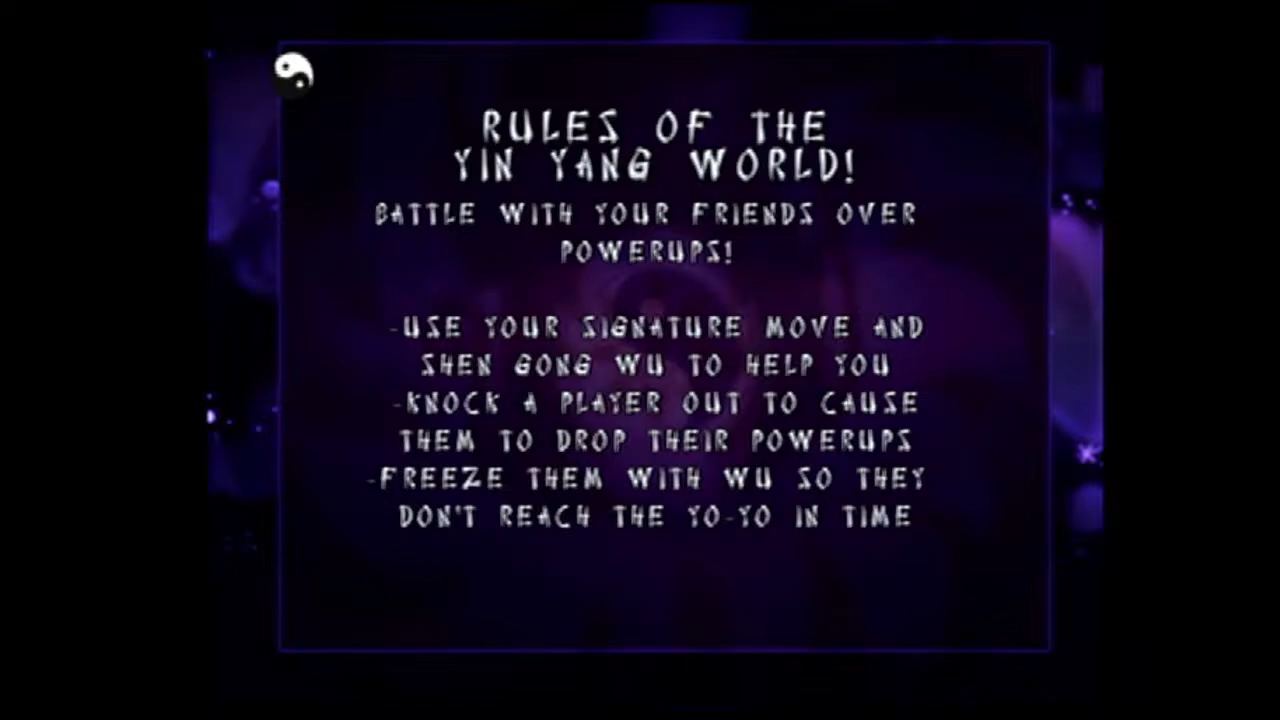 RULES OF THE
YIN YANG WORLD!
BATTLE WITH YOUR FRIENDS OVER
POWERUPS!
-USE YOUR SIGNATURE MOVE AND
SHEN GONG WU TO HELP YOU
-KNOCK A PLAYER OUT TO CAUSE
THEM TO DROP THEIR POWERUPS
-FREEZE THEM WITH WU SO THEY
DON'T REACH THE YO-YO IN TIME